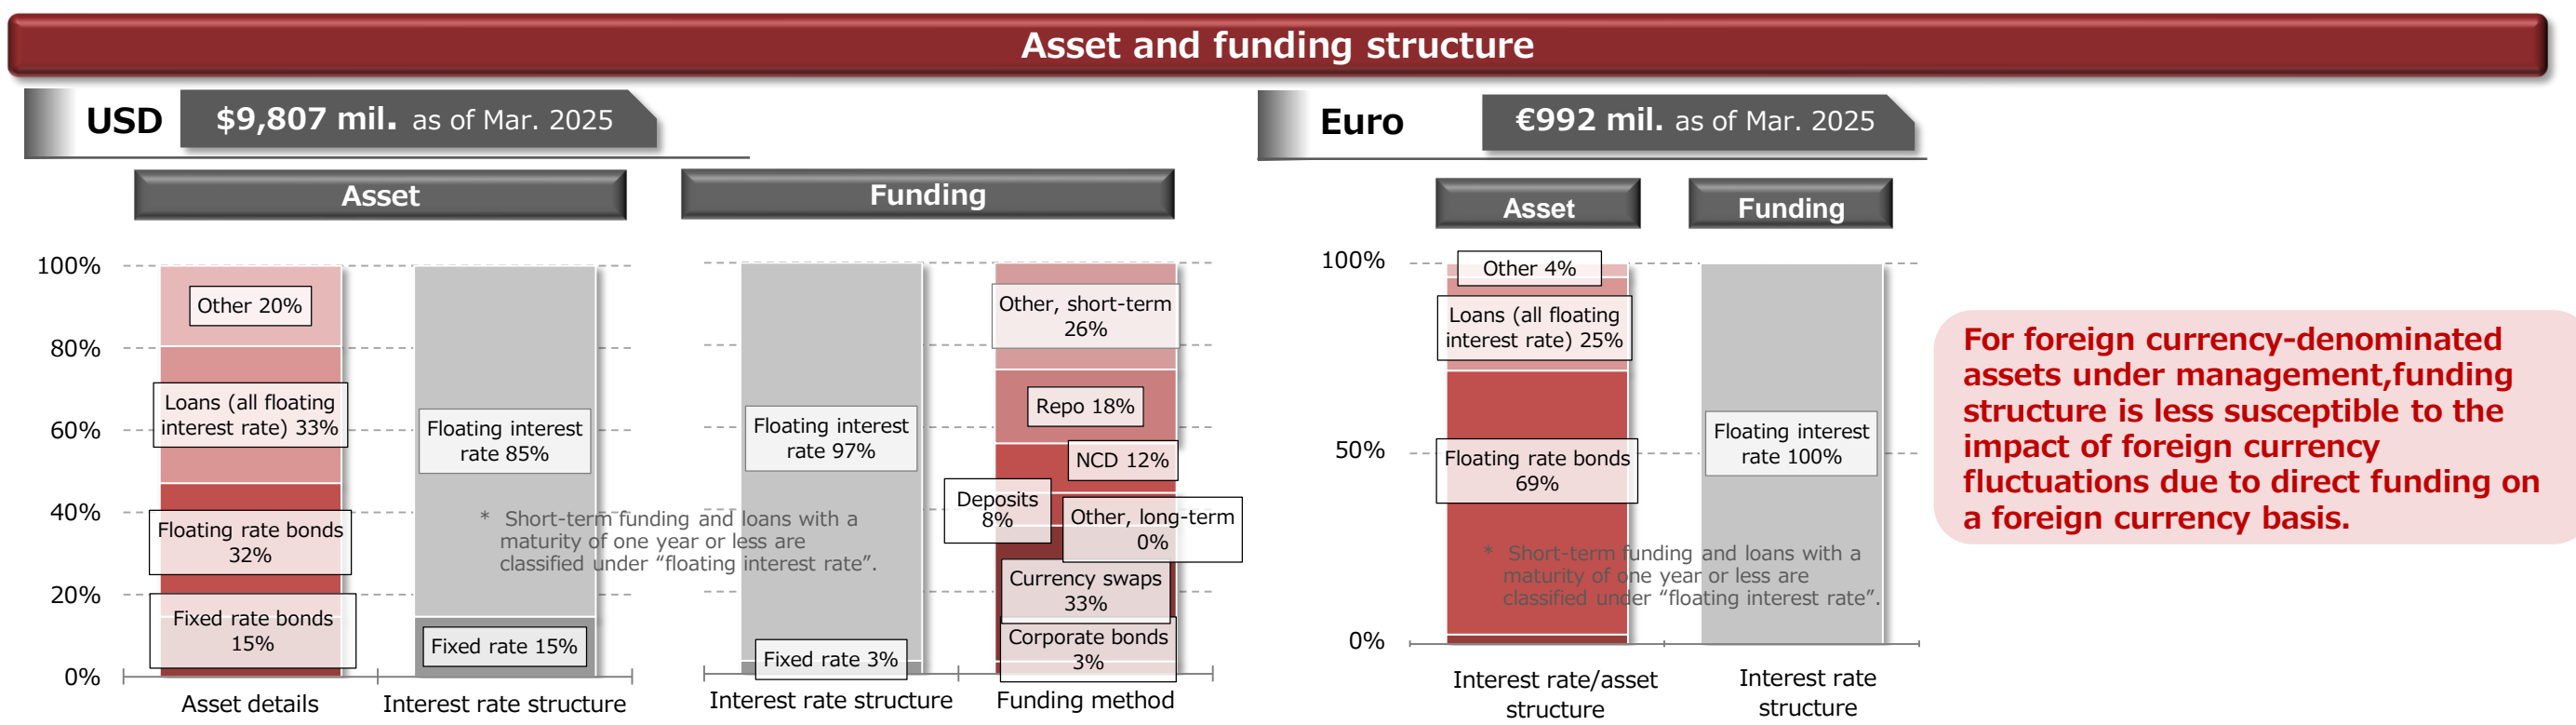 Asset and funding structure
USD
$9,807 mil. as of Mar. 2025
Asset
Funding
100%
80%
60%
40%
20%
0%
Other 20%
Loans (all floating
interest rate) 33%
Floating rate bonds
32%
Fixed rate bonds
15%
Asset details
Floating interest
rate 85%
Fixed rate 15%
Interest rate structure
* Short-term funding and loans with a
maturity of one year or less are
classified under “floating interest rate”.
Floating interest
rate 97%
Fixed rate 3%
Interest rate structure
Other, short-term
26%
Repo 18%
NCD 12%
Deposits
8%
Other, long-term
0%
Currency swaps
33%
Corporate bonds
3%
Funding method
Euro
€992 mil. as of Mar. 2025
Asset
Funding
100%
50%
0%
Other 4%
Loans (all floating
interest rate) 25%
Floating rate bonds
69%
Interest rate/asset
structure
Floating interest
rate 100%
Interest rate
structure
* Short-term funding and loans with a
maturity of one year or less are
classified under “floating interest rate”.
For foreign currency-denominated
assets under management,funding
structure is less susceptible to the
impact of foreign currency
fluctuations due to direct funding on
a foreign currency basis.